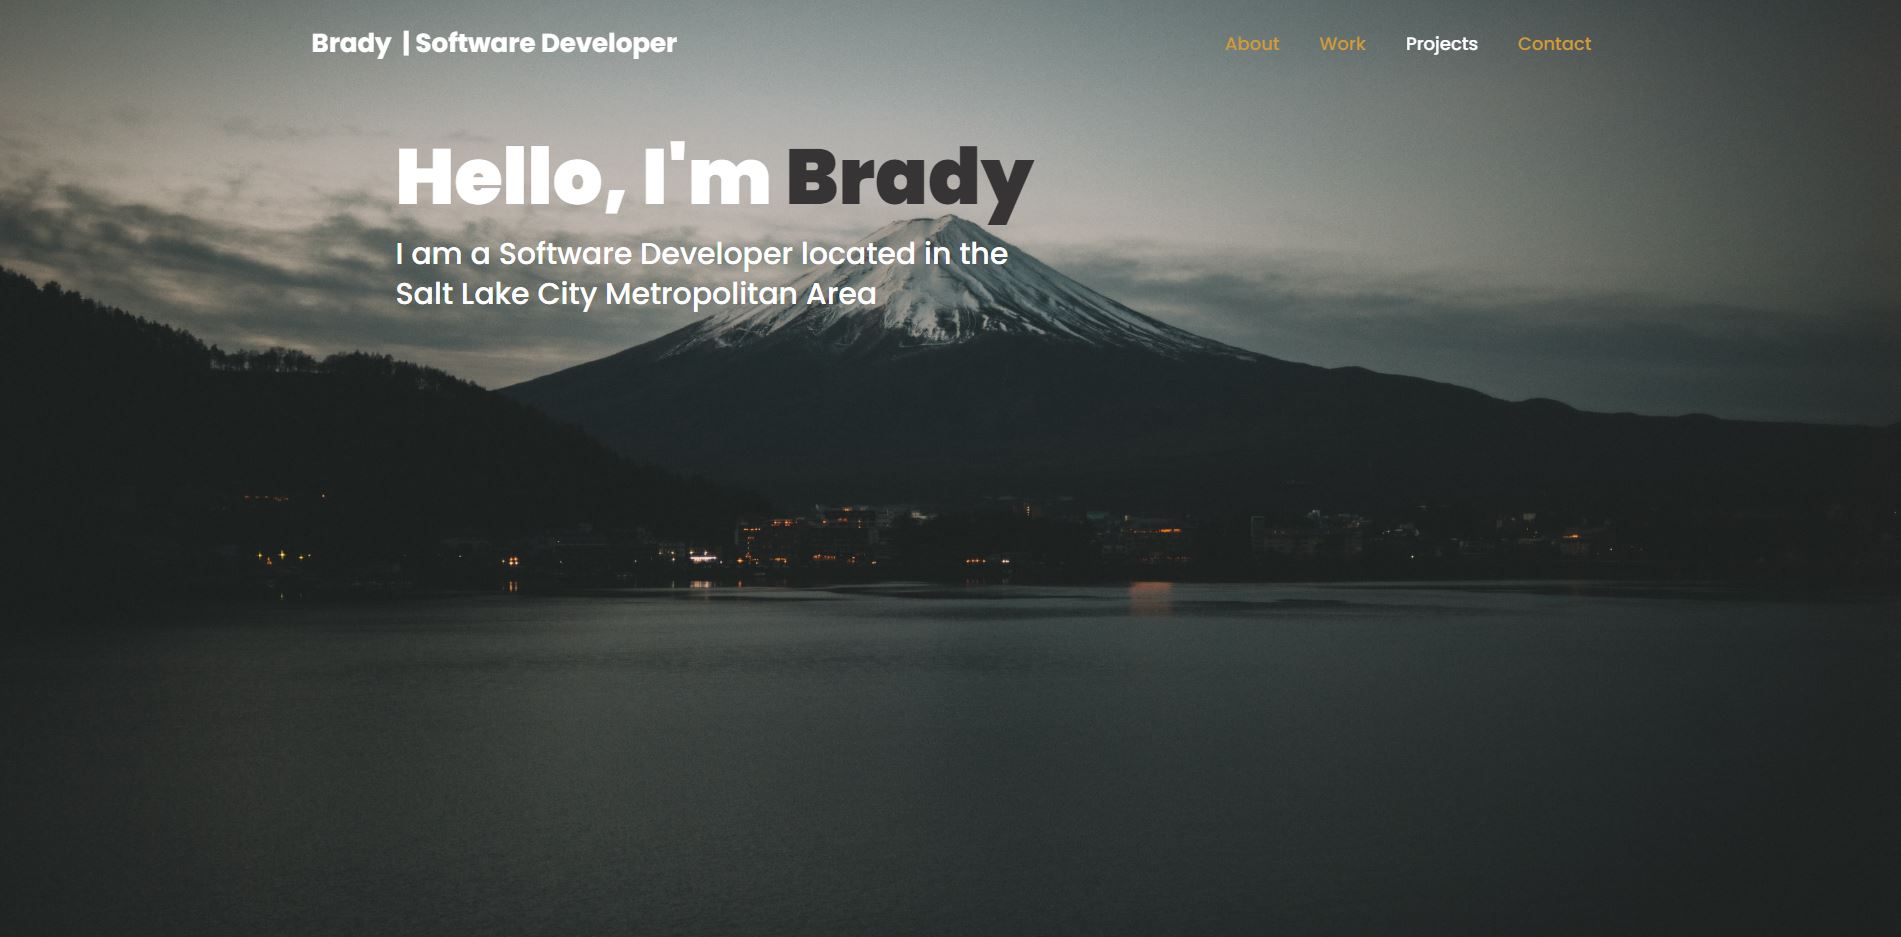 Brady | Software Developer
About Work Projects Contact
Hello, I'm Brady
I am a Software Developer located in the
Salt Lake City Metropolitan Area